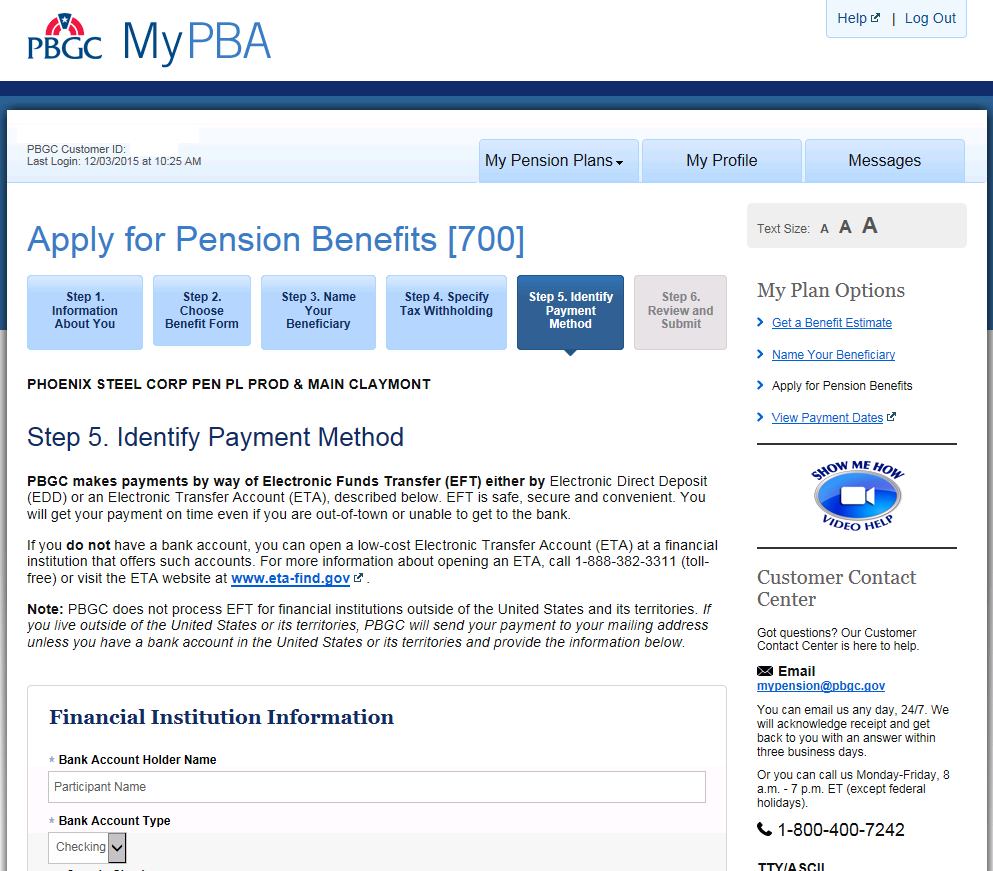 PBGC MyPBA
Help | Log Out
PBGC Customer ID:
Last Login: 12/03/2015 at 10:25 AM
My Pension Plans
My Profile
Messages
Apply for Pension Benefits [700]
Text Size: A A A
Step 1.
Information
About You
Step 2.
Choose
Benefit Form
Step 3. Name
Your
Beneficiary
Step 4. Specify
Tax Withholding
Step 5. Identify
Payment
Method
Step 6.
Review and
Submit
PHOENIX STEEL CORP PEN PL PROD & MAIN CLAYMONT
Step 5. Identify Payment Method
PBGC makes payments by way of Electronic Funds Transfer (EFT) either by Electronic Direct Deposit
(EDD) or an Electronic Transfer Account (ETA), described below. EFT is safe, secure and convenient. You
will get your payment on time even if you are out-of-town or unable to get to the bank.
If you do not have a bank account, you can open a low-cost Electronic Transfer Account (ETA) at a financial
institution that offers such accounts. For more information about opening an ETA, call 1-888-382-3311 (toll-
free) or visit the ETA website at www.eta-find.gov .
Note: PBGC does not process EFT for financial institutions outside of the United States and its territories. If
you live outside of the United States or its territories, PBGC will send your payment to your mailing address
unless you have a bank account in the United States or its territories and provide the information below.
Financial Institution Information
* Bank Account Holder Name
Participant Name
* Bank Account Type
Checking
My Plan Options
Get a Benefit Estimate
Name Your Beneficiary
Apply for Pension Benefits
View Payment Dates
SHOW ME HOW
VIDEO HELP
Customer Contact
Center
Got questions? Our Customer
Contact Center is here to help.
Email
mypension@pbgc.gov
You can email us any day, 24/7. We
will acknowledge receipt and get
back to you with an answer within
three business days.
Or you can call us Monday-Friday, 8
a.m. - 7 p.m. ET (except federal
holidays).
1-800-400-7242
TTY/ASCII